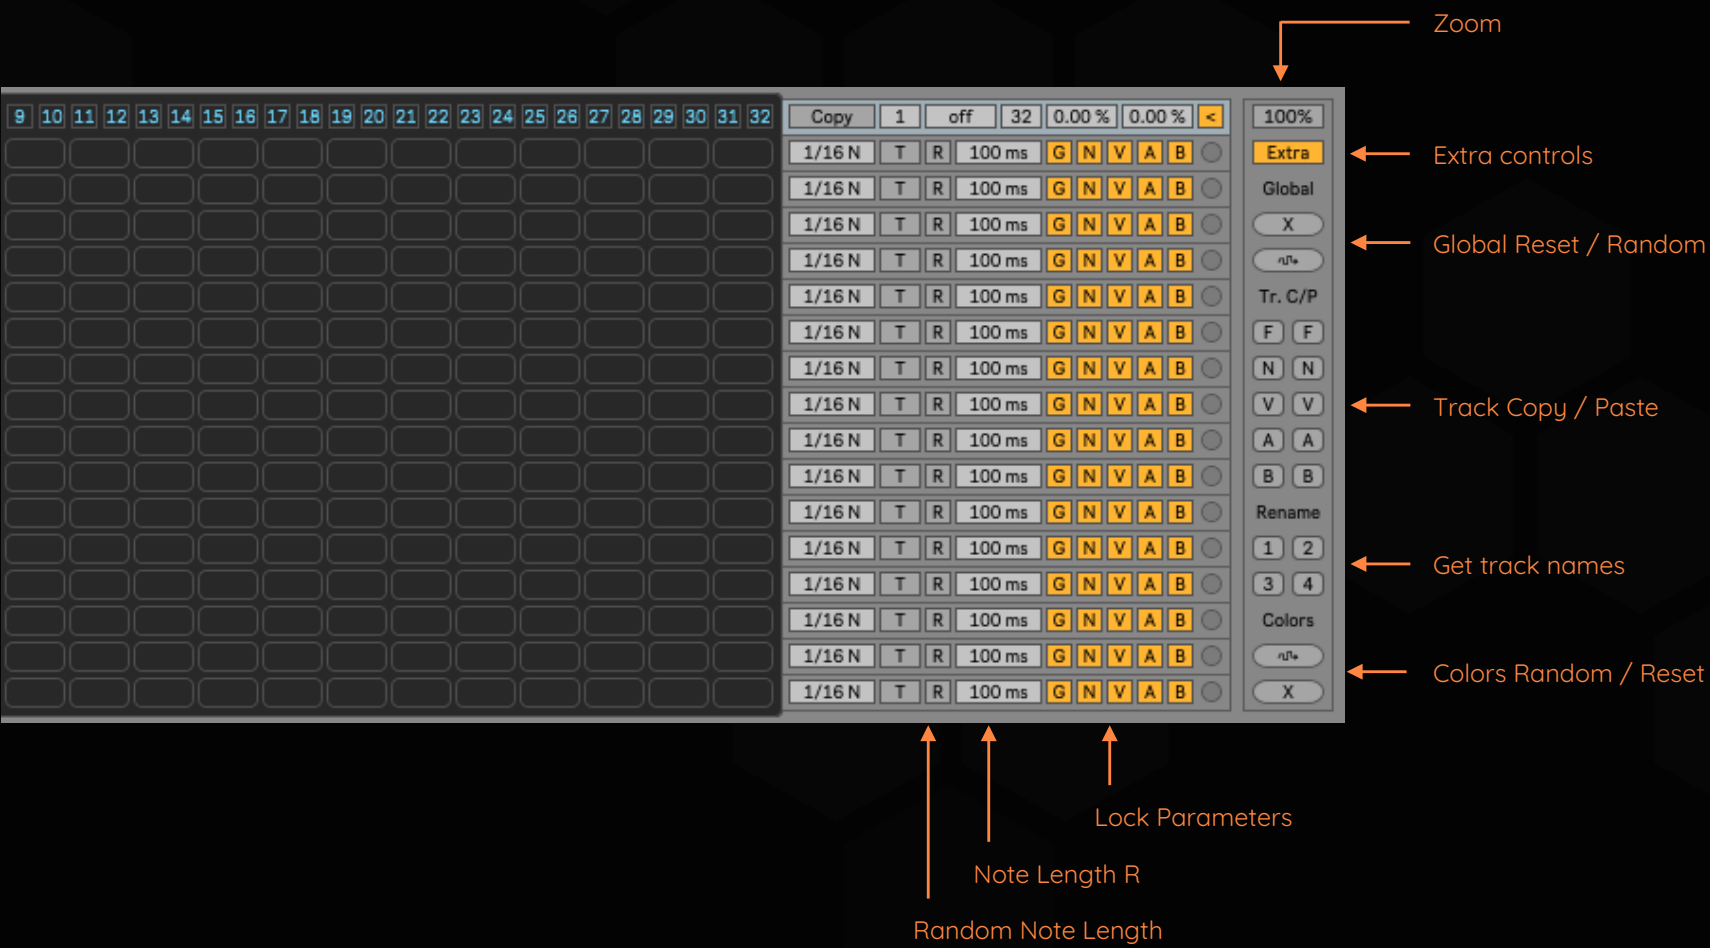 Zoom
9 10 11 12 13 14 15 16 17 18 19 20 21 22 23 24 25 26 27 28 29 30 31 32 Copy 1 off 32 0.00 % 0.00 % < 100%
1/16 N T R 100 ms G N V A B Extra Extra controls
1/16 N T R 100 ms G N V A B Global
1/16 N T R 100 ms G N V A B X
Global Reset / Random
1/16 N T R 100 ms G N V A B
1/16 N T R 100 ms G N V A B Tr. C/P
1/16 N T R 100 ms G N V A B F F
1/16 N T R 100 ms G N V A B N N
1/16 N T R 100 ms G N V A B V V Track Copy / Paste
1/16 N T R 100 ms G N V A B A A
1/16 N T R 100 ms G N V A B B B
1/16 N T R 100 ms G N V A B Rename
1/16 N T R 100 ms G N V A B 1 2
Get track names
1/16 N T R 100 ms G N V A B 3 4
1/16 N T R 100 ms G N V A B Colors
1/16 N T R 100 ms G N V A B
Colors Random / Reset
1/16 N T R 100 ms G N V A B X
Lock Parameters
Note Length R
Random Note Length